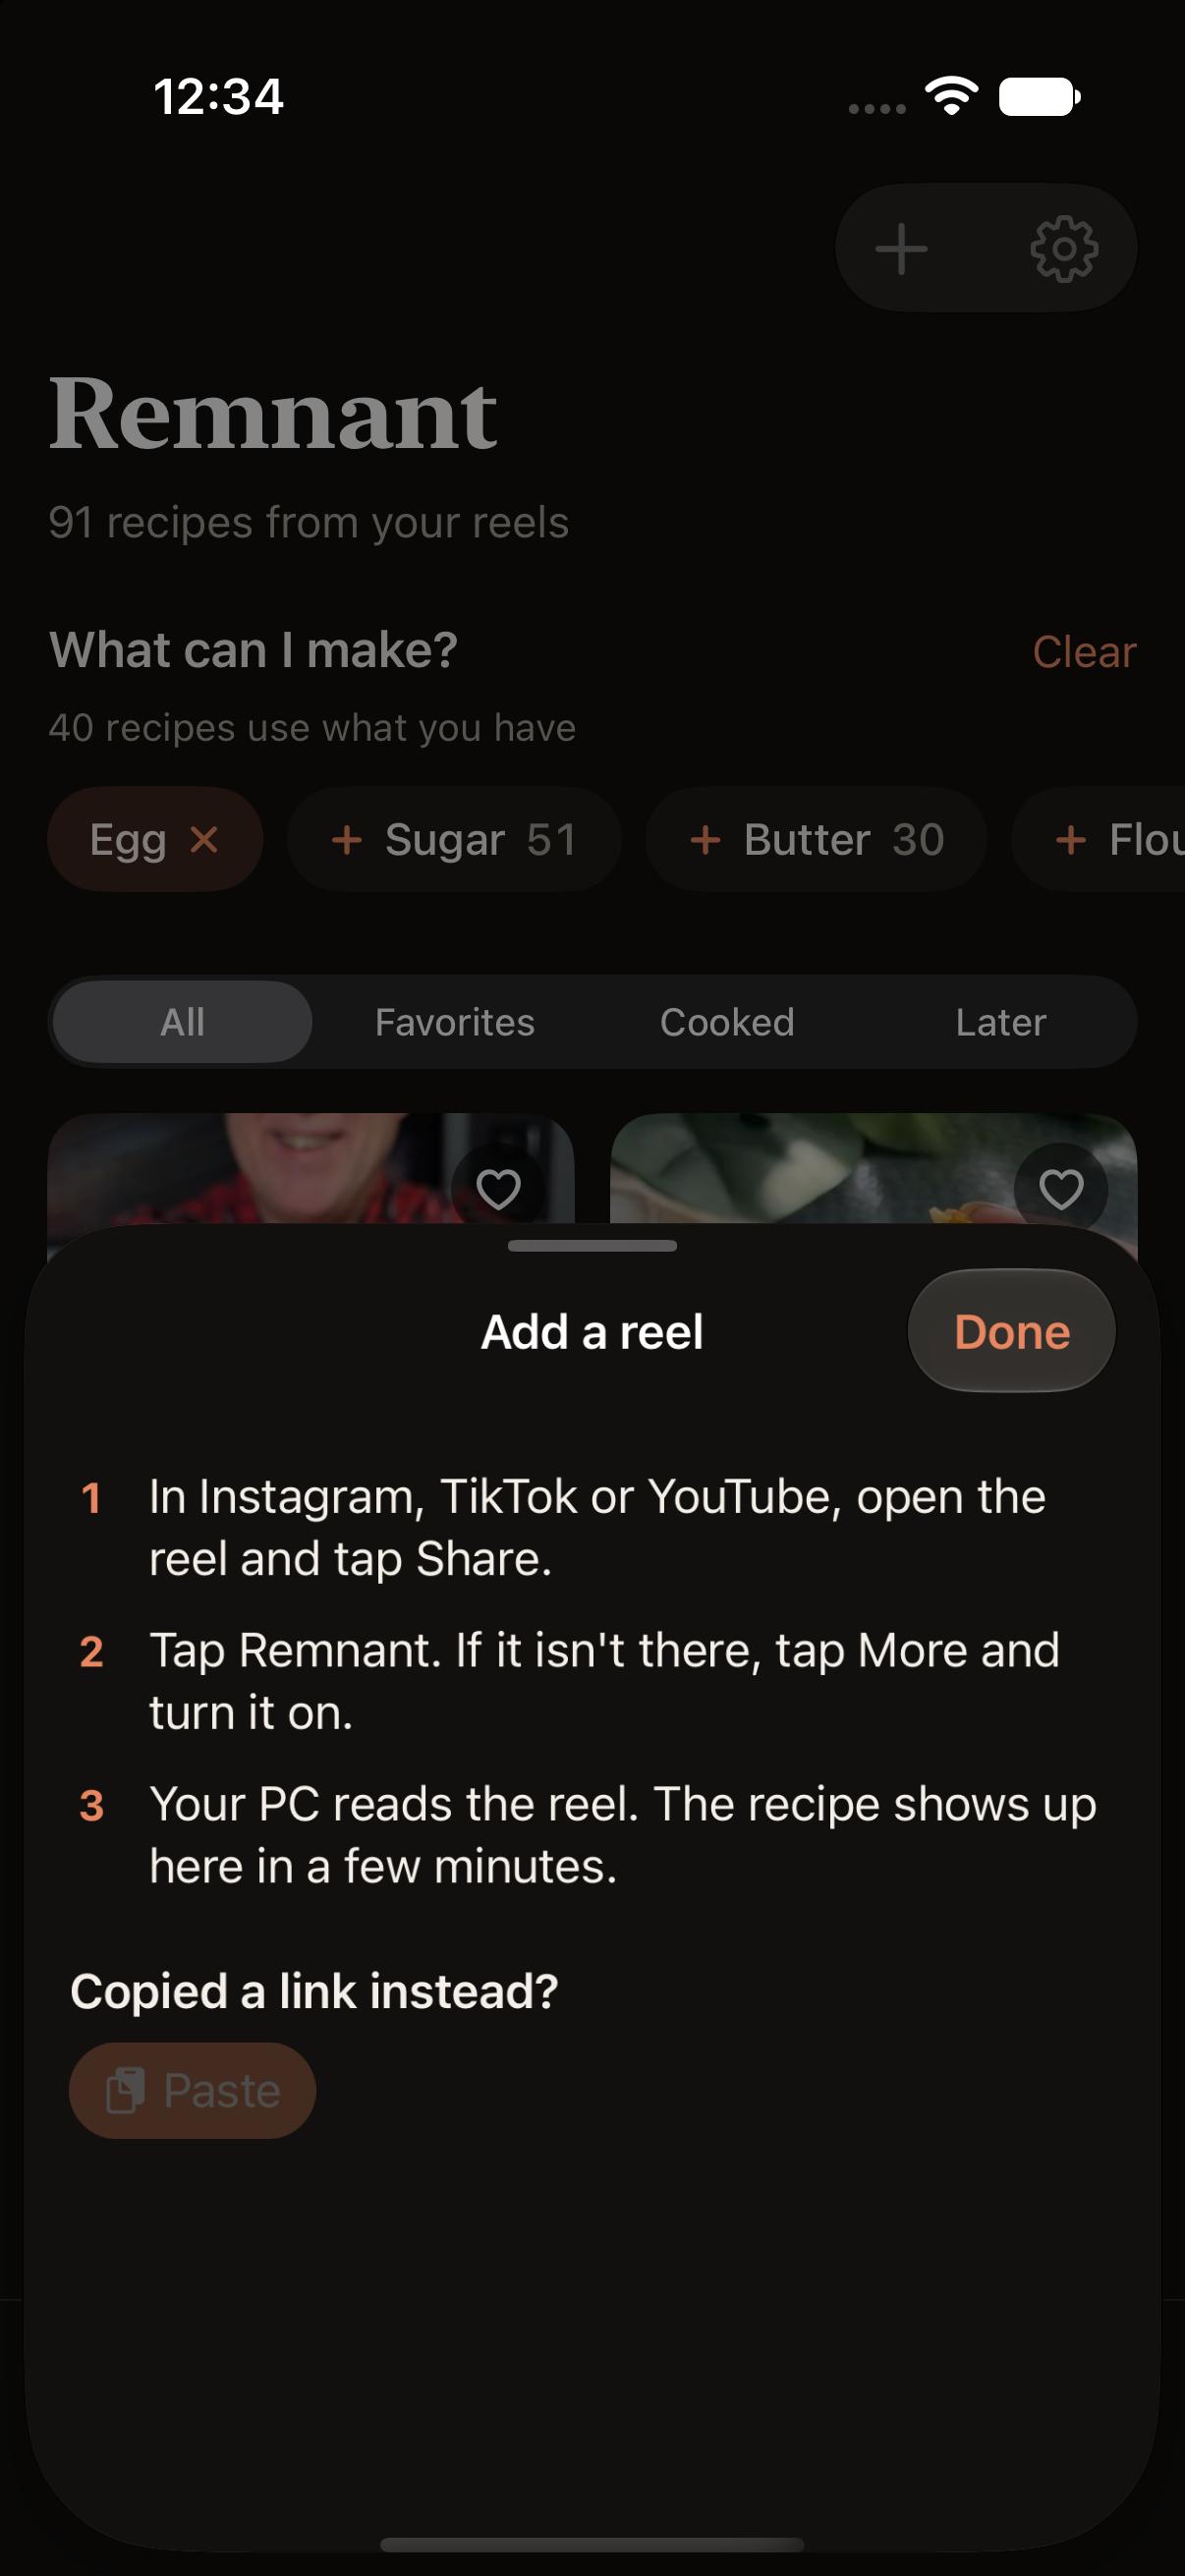 12:34
Remnant
91 recipes from your reels
What can I make?
Clear
40 recipes use what you have
Egg
Sugar 51
Butter 30
Flou
All
Favorites
Cooked
Later
Add a reel
Done
1 In Instagram, TikTok or YouTube, open the
reel and tap Share.
2 Tap Remnant. If it isn't there, tap More and
turn it on.
3 Your PC reads the reel. The recipe shows up
here in a few minutes.
Copied a link instead?
Paste